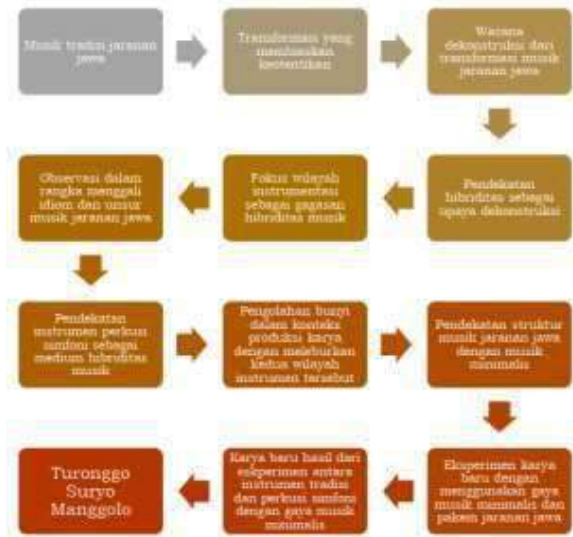 Musik tradisi jaranan
jawa
Transformasi yang
membiaskan
keotentikan
Wacana
dekonstruksi dari
transformasi musik
jaranan jawa
Pendekatan
hibriditas sebagai
upaya dekonstruksi
Fokus wilayah
instrumentasi
sebagai gagasan
hibriditas musik
Observasi dalam
rangka menggali
idiom dan unsur
musik jaranan jawa
Pendekatan
instrumen perkusi
simfoni sebagai
medium hibriditas
musik
Pengolahan bunyi
dalam konteks
produksi karya
dengan meleburkan
kedua wilayah
instrumen tersebut
Pendekatan struktur
musik jaranan jawa
dengan musik
minimalis
Eksperimen karya
baru dengan
menggunakan gaya
musik minimalis dan
pakem jaranan jawa
Karya baru hasil dari
eskperimen antara
instrumen tradisi
dan perkusi simfoni
dengan gaya musik
minimalis
Turonggo
Suryo
Manggolo